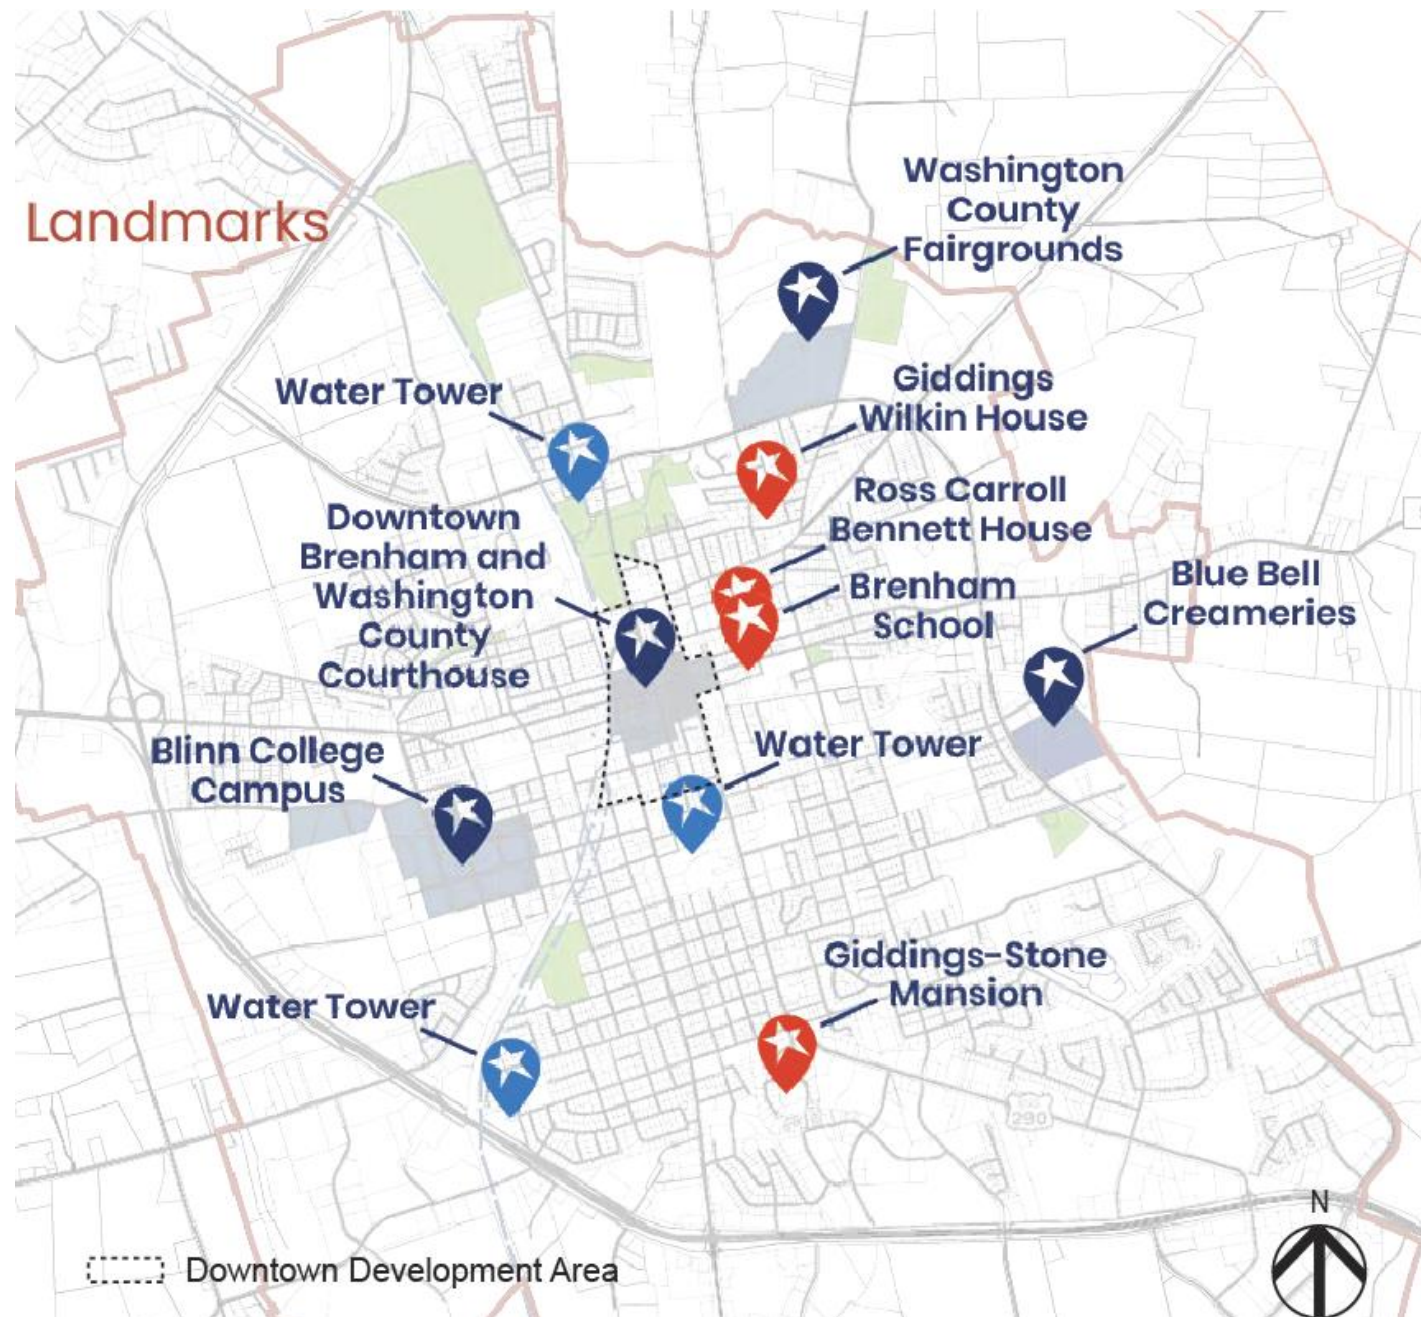 Landmarks
Washington
County
Fairgrounds
Water Tower
Giddings
Wilkin House
Ross Carroll
Bennett House
Downtown
Brenham and
Washington
County
Courthouse
Brenham
School
Blue Bell
Creameries
Blinn College
Campus
Water Tower
Giddings-Stone
Mansion
Water Tower
290
N
Downtown Development Area